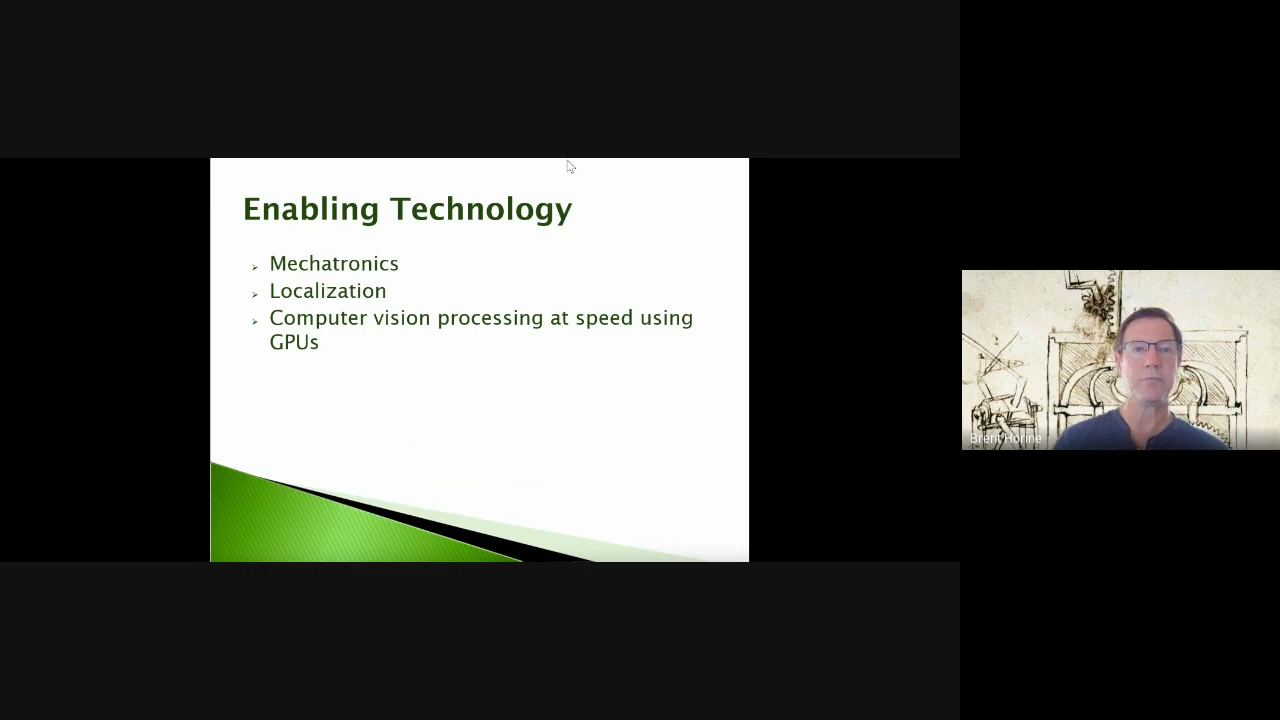 Enabling Technology
Mechatronics
Localization
Computer vision processing at speed using
GPUs
Brent Horine